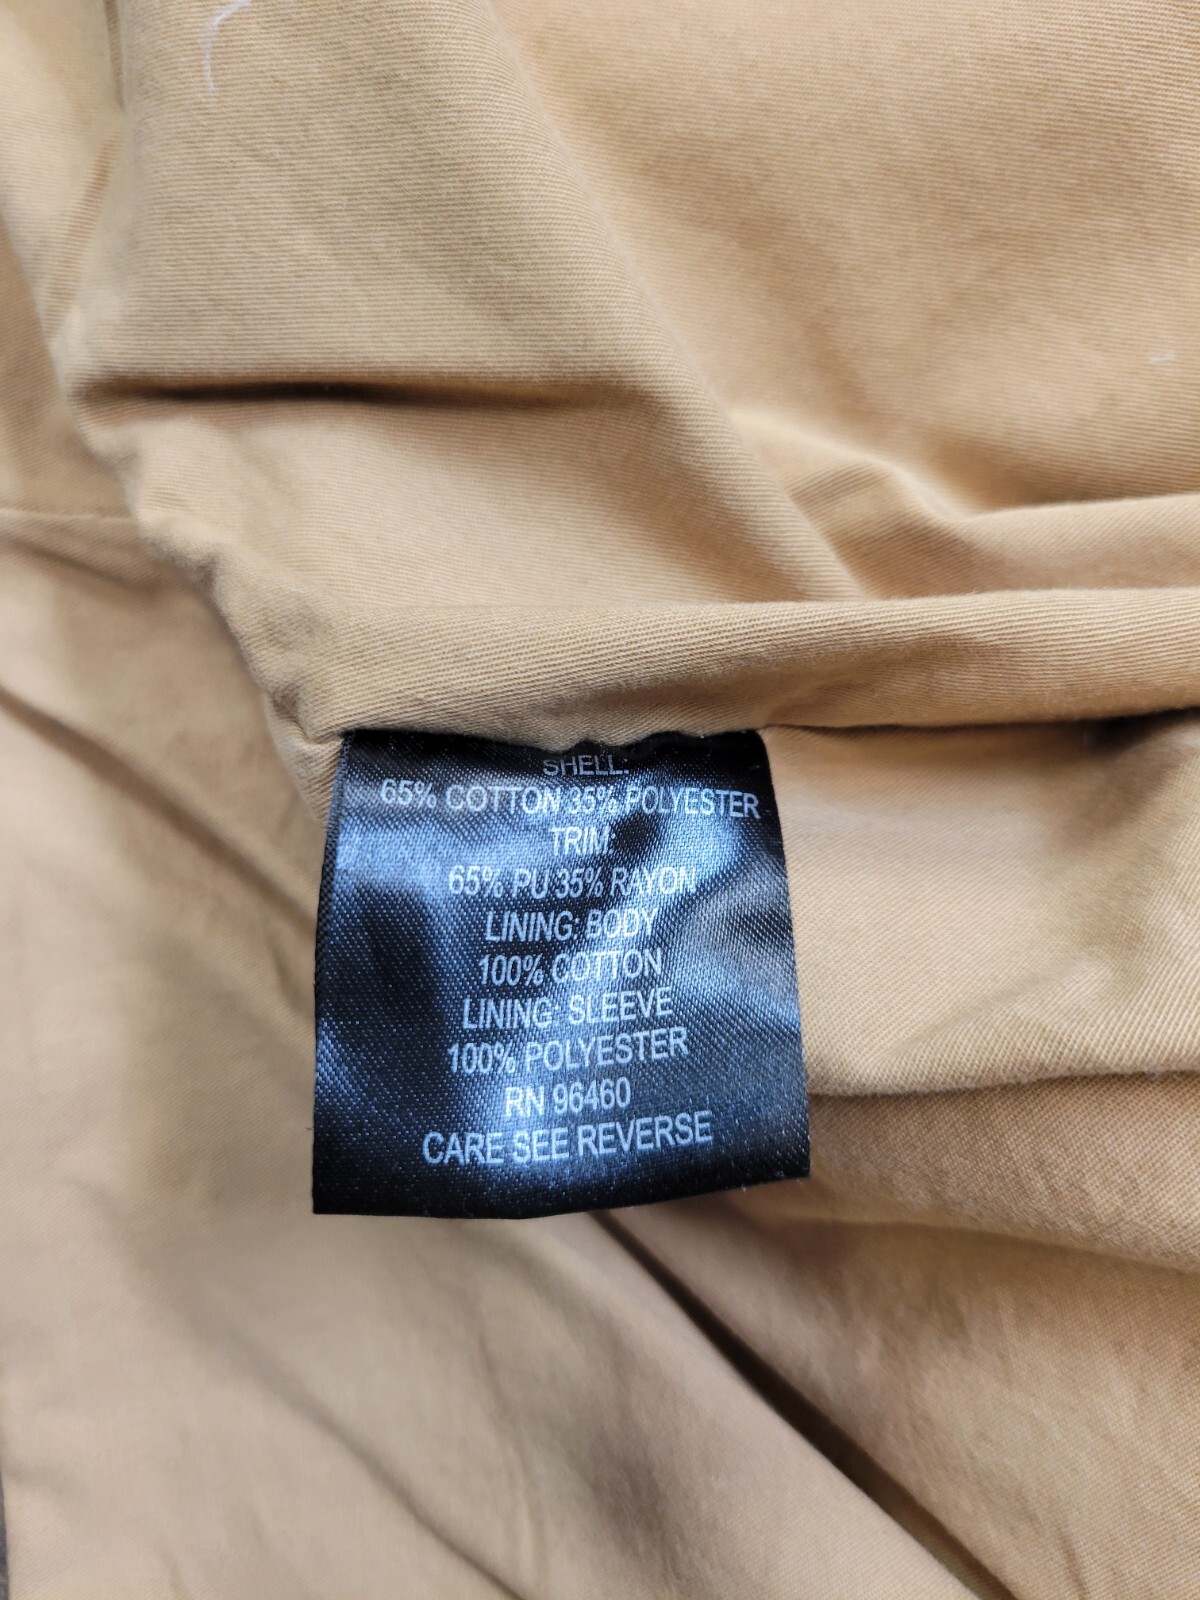 SHELL:
65% COTTON 35% POLYESTER
TRIM
65% PU 35% RAYON
LINING: BODY
100% COTTON
LINING: SLEEVE
100% POLYESTER
RN 96460
CARE SEE REVERSE